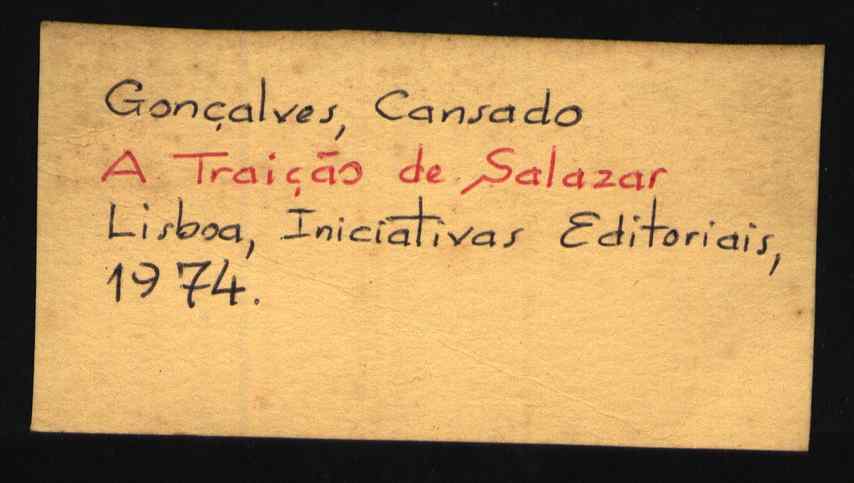 Gonçalves, Cansado
A Traição de Salazar
Lisboa, Iniciativas Editoriais,
1974.